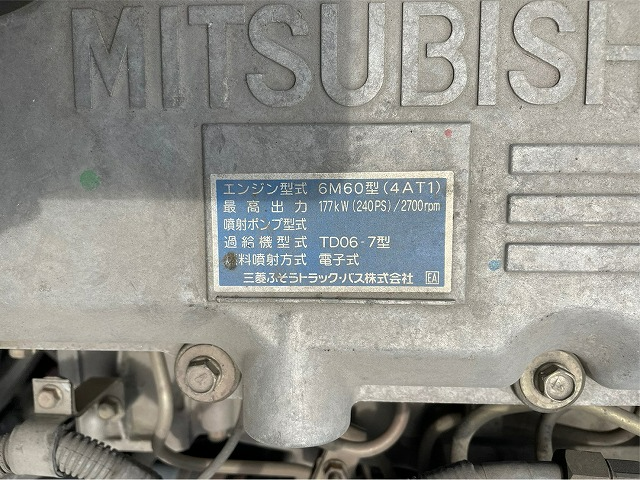 MITSUBISH
エンジン型式 6M60型(4AT1)
最高出力 177kW(240PS)/2700rpm
噴射ポンプ型式
過給機型式 TD06-7型
料噴射方式 電子式
三菱ふそうトラック・バス株式会社 EA